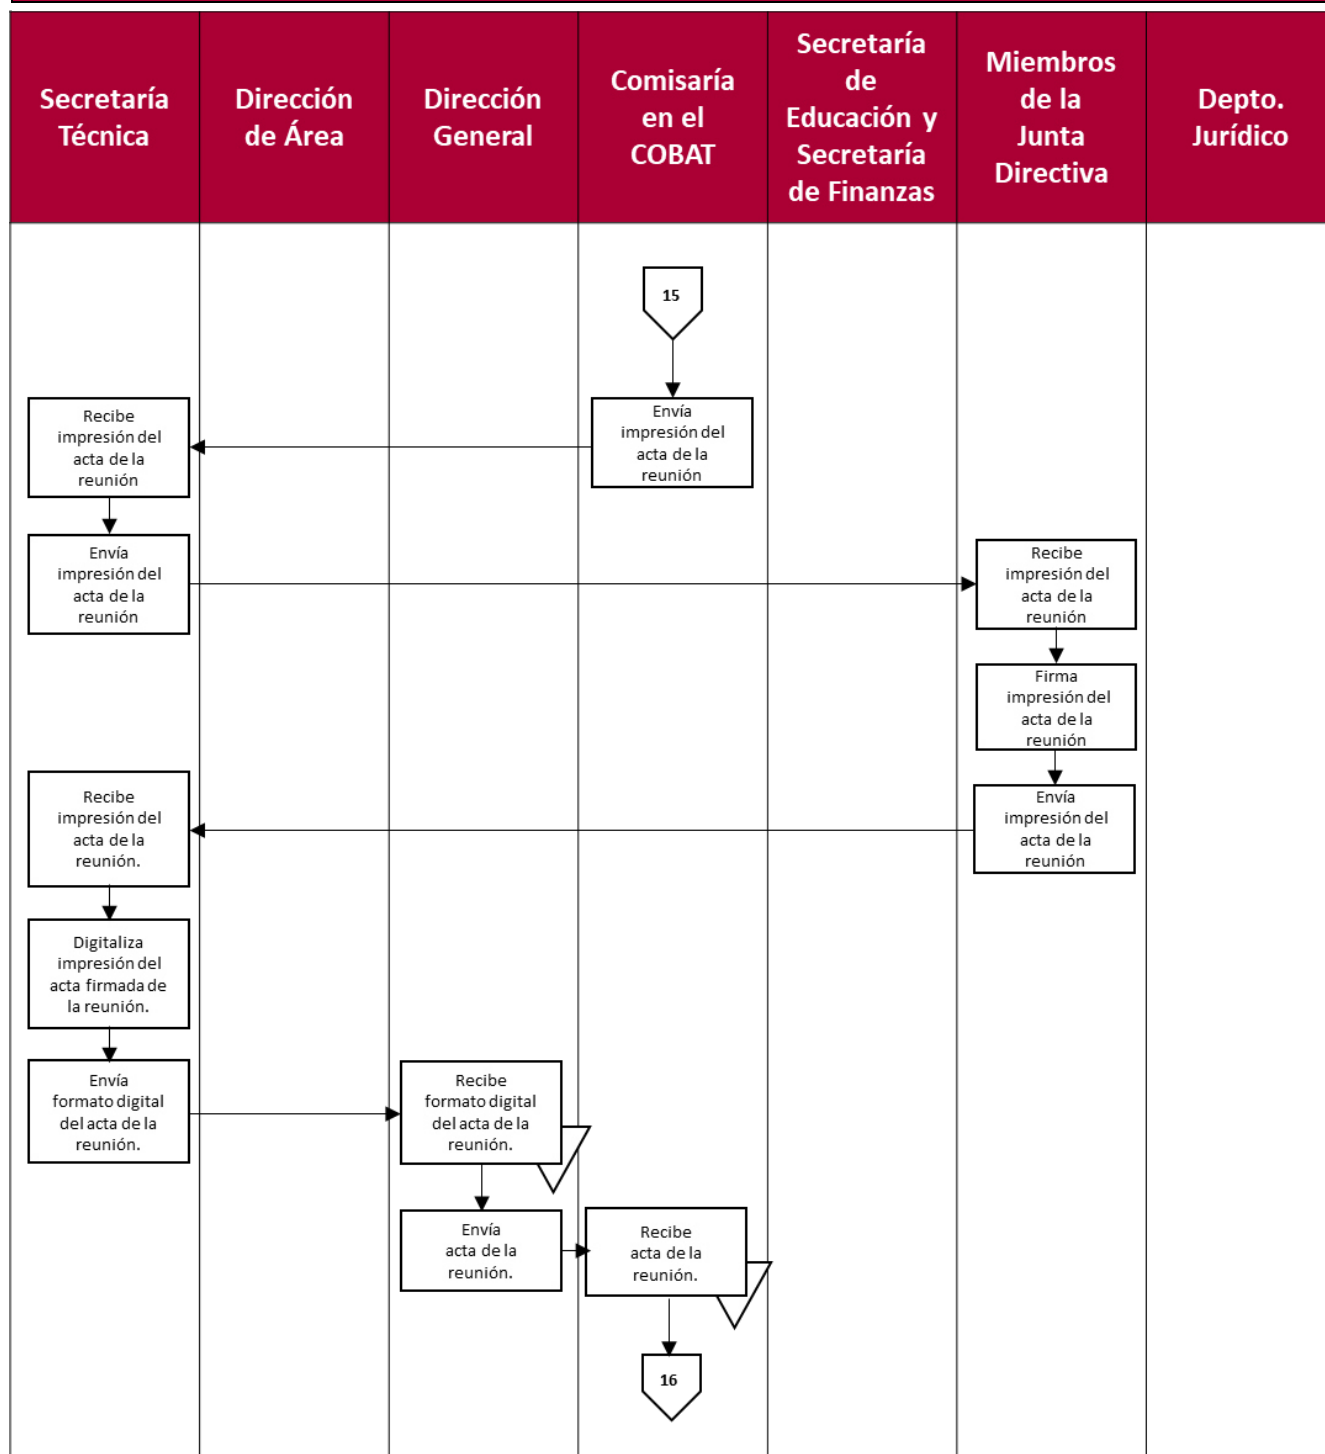 Secretaría
Técnica
Dirección
de Área
Dirección
General
Comisaría
en el
COBAT
Secretaría
de
Educación y
Secretaría
de Finanzas
Miembros
de la
Junta
Directiva
Depto.
Jurídico
15
Envía
impresión del
acta de la
reunión
Recibe
impresión del
acta de la
reunión
Envía
impresión del
acta de la
reunión
Recibe
impresión del
acta de la
reunión
Firma
impresión del
acta de la
reunión
Envía
impresión del
acta de la
reunión
Recibe
impresión del
acta de la
reunión.
Digitaliza
impresión del
acta firmada de
la reunión.
Envía
formato digital
del acta de la
reunión.
Recibe
formato digital
del acta de la
reunión.
Envía
acta de la
reunión.
Recibe
acta de la
reunión.
16